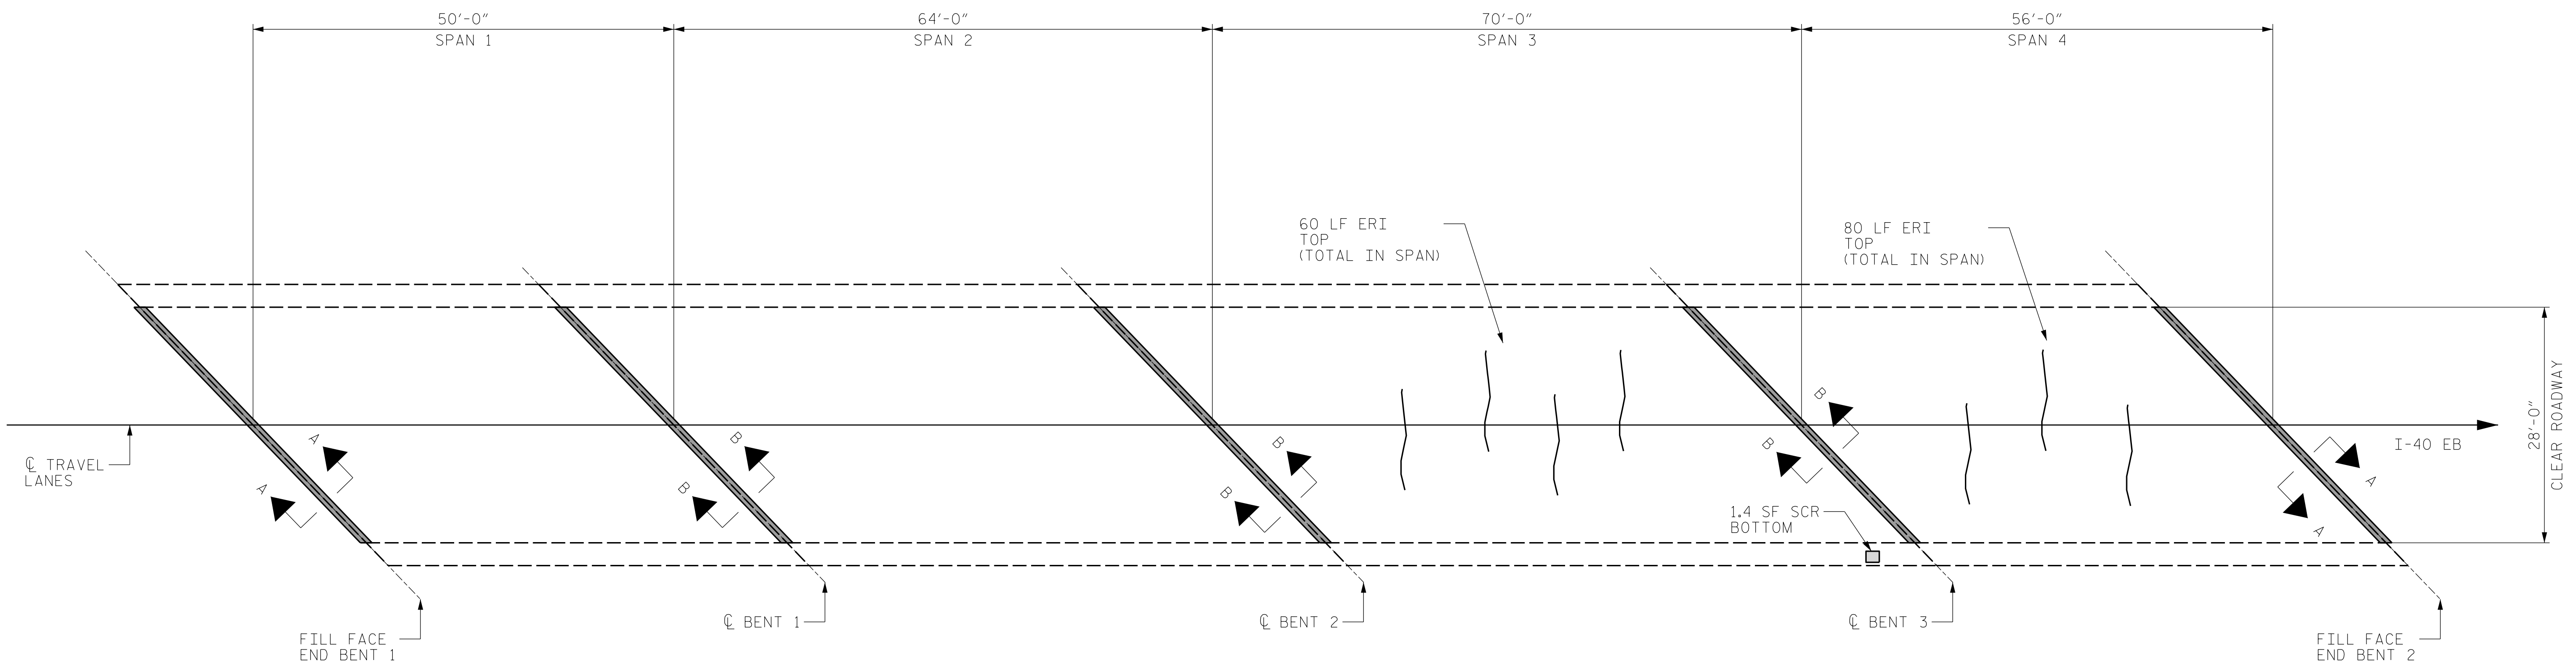 50'-0"
SPAN 1
64'-0"
SPAN 2
70'-0"
SPAN 3
56'-0"
SPAN 4
60 LF ERI
TOP
(TOTAL IN SPAN)
80 LF ERI
TOP
(TOTAL IN SPAN)
28'-0"
CLEAR ROADWAY
℄ TRAVEL
LANES
I-40 EB
A
A
B
B
B
B
B
B
A
A
1.4 SF SCR
BOTTOM
FILL FACE
END BENT 1
℄ BENT 1
℄ BENT 2
℄ BENT 3
FILL FACE
END BENT 2